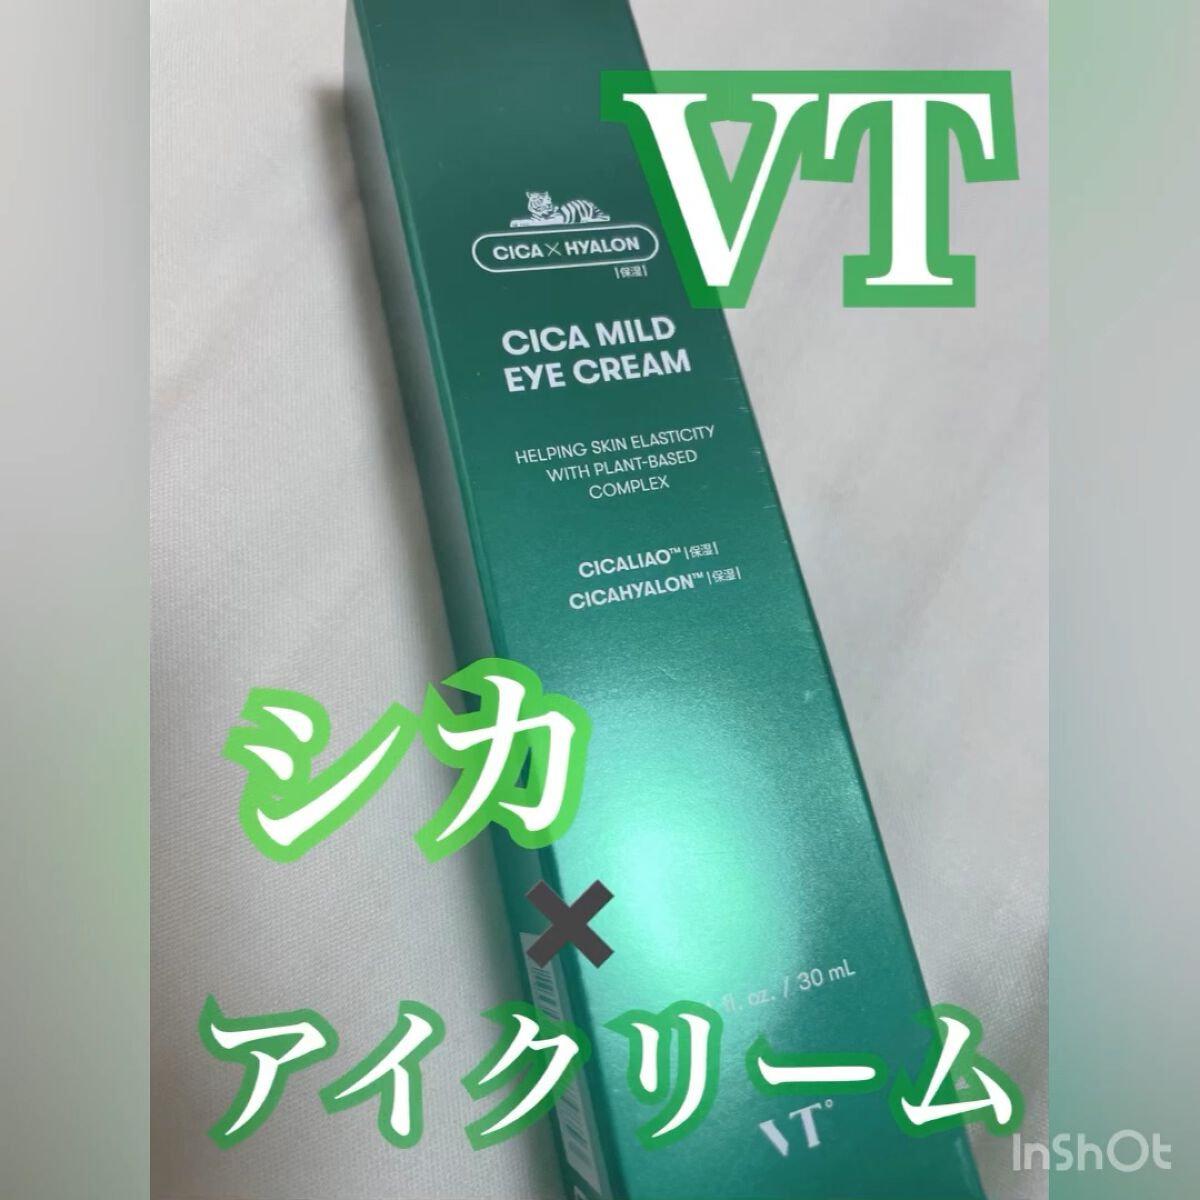 VT
CICA×HYALON
|保湿|
CICA MILD
EYE CREAM
HELPING SKIN ELASTICITY
WITH PLANT-BASED
COMPLEX
CICALIAO™|保湿|
CICAHYALON™|保湿|
シカ
✖
fl. oz. / 30 mL
アイクリーム
VT°
InShOt